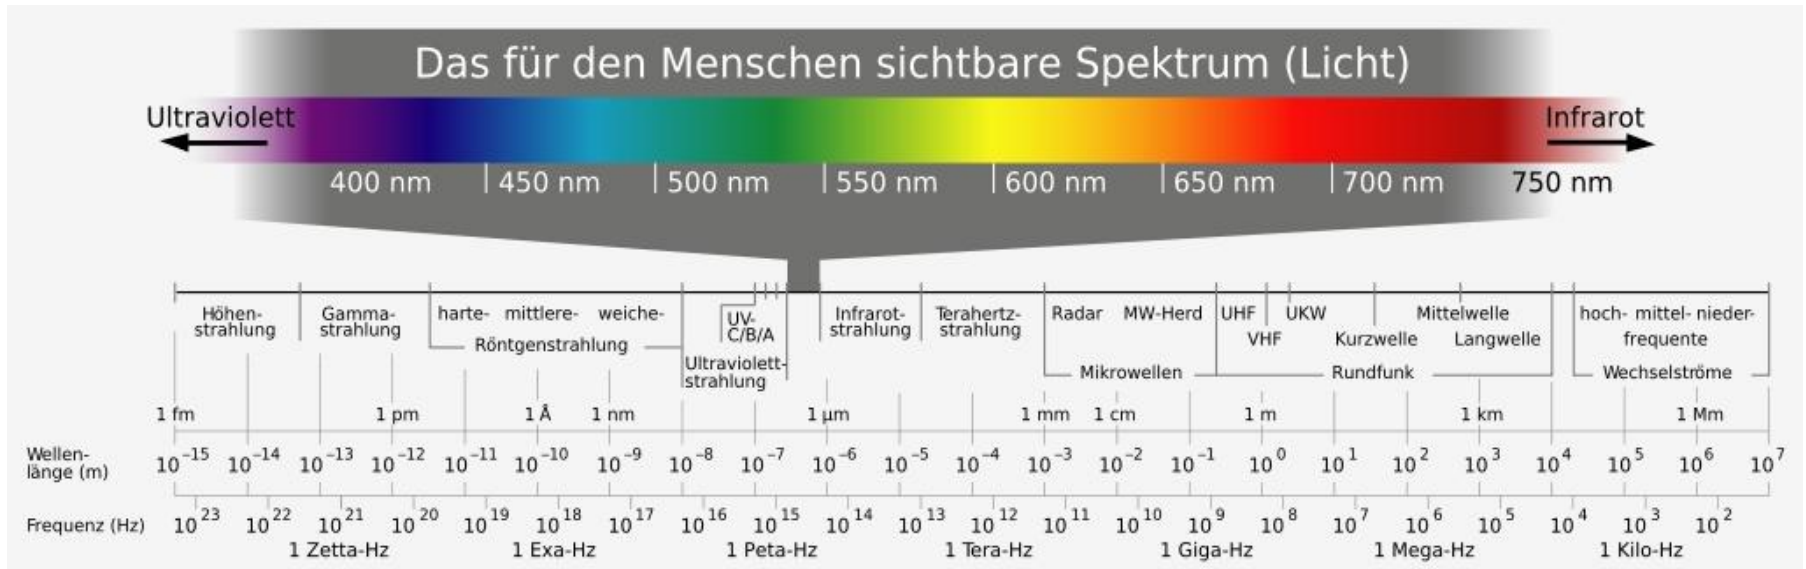 Das für den Menschen sichtbare Spektrum (Licht)
Ultraviolett
Infrarot
400 nm 450 nm 500 nm 550 nm 600 nm 650 nm 700 nm 750 nm
Höhen-
strahlung
Gamma-
strahlung
harte- mittlere- weiche-
Röntgenstrahlung
UV-
C/B/A
Ultraviolett-
strahlung
Infrarot-
strahlung
Terahertz-
strahlung
Radar MW-Herd
Mikrowellen
UHF UKW Mittelwelle
VHF Kurzwelle Langwelle
Rundfunk
hoch- mittel- nieder-
frequente
Wechselströme
1 fm 1 pm 1 Å 1 nm 1 µm 1 mm 1 cm 1 m 1 km 1 Mm
Wellen-
länge (m)
10⁻¹⁵ 10⁻¹⁴ 10⁻¹³ 10⁻¹² 10⁻¹¹ 10⁻¹⁰ 10⁻⁹ 10⁻⁸ 10⁻⁷ 10⁻⁶ 10⁻⁵ 10⁻⁴ 10⁻³ 10⁻² 10⁻¹ 10⁰ 10¹ 10² 10³ 10⁴ 10⁵ 10⁶ 10⁷
Frequenz (Hz)
10²³ 10²² 10²¹ 10²⁰ 10¹⁹ 10¹⁸ 10¹⁷ 10¹⁶ 10¹⁵ 10¹⁴ 10¹³ 10¹² 10¹¹ 10¹⁰ 10⁹ 10⁸ 10⁷ 10⁶ 10⁵ 10⁴ 10³ 10²
1 Zetta-Hz 1 Exa-Hz 1 Peta-Hz 1 Tera-Hz 1 Giga-Hz 1 Mega-Hz 1 Kilo-Hz